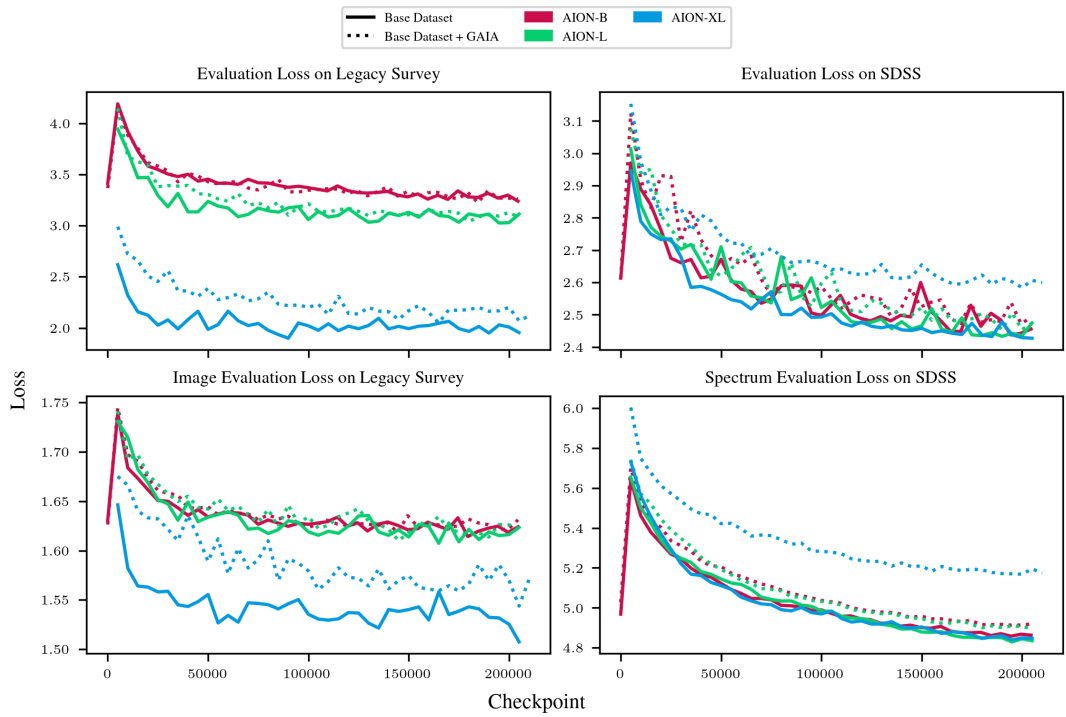 Base Dataset
Base Dataset + GAIA
AION-B
AION-L
AION-XL
Evaluation Loss on Legacy Survey
4.0
3.5
3.0
2.5
2.0
Evaluation Loss on SDSS
3.1
3.0
2.9
2.8
2.7
2.6
2.5
2.4
Loss
Image Evaluation Loss on Legacy Survey
1.75
1.70
1.65
1.60
1.55
1.50
0 50000 100000 150000 200000
Spectrum Evaluation Loss on SDSS
6.0
5.8
5.6
5.4
5.2
5.0
4.8
0 50000 100000 150000 200000
Checkpoint